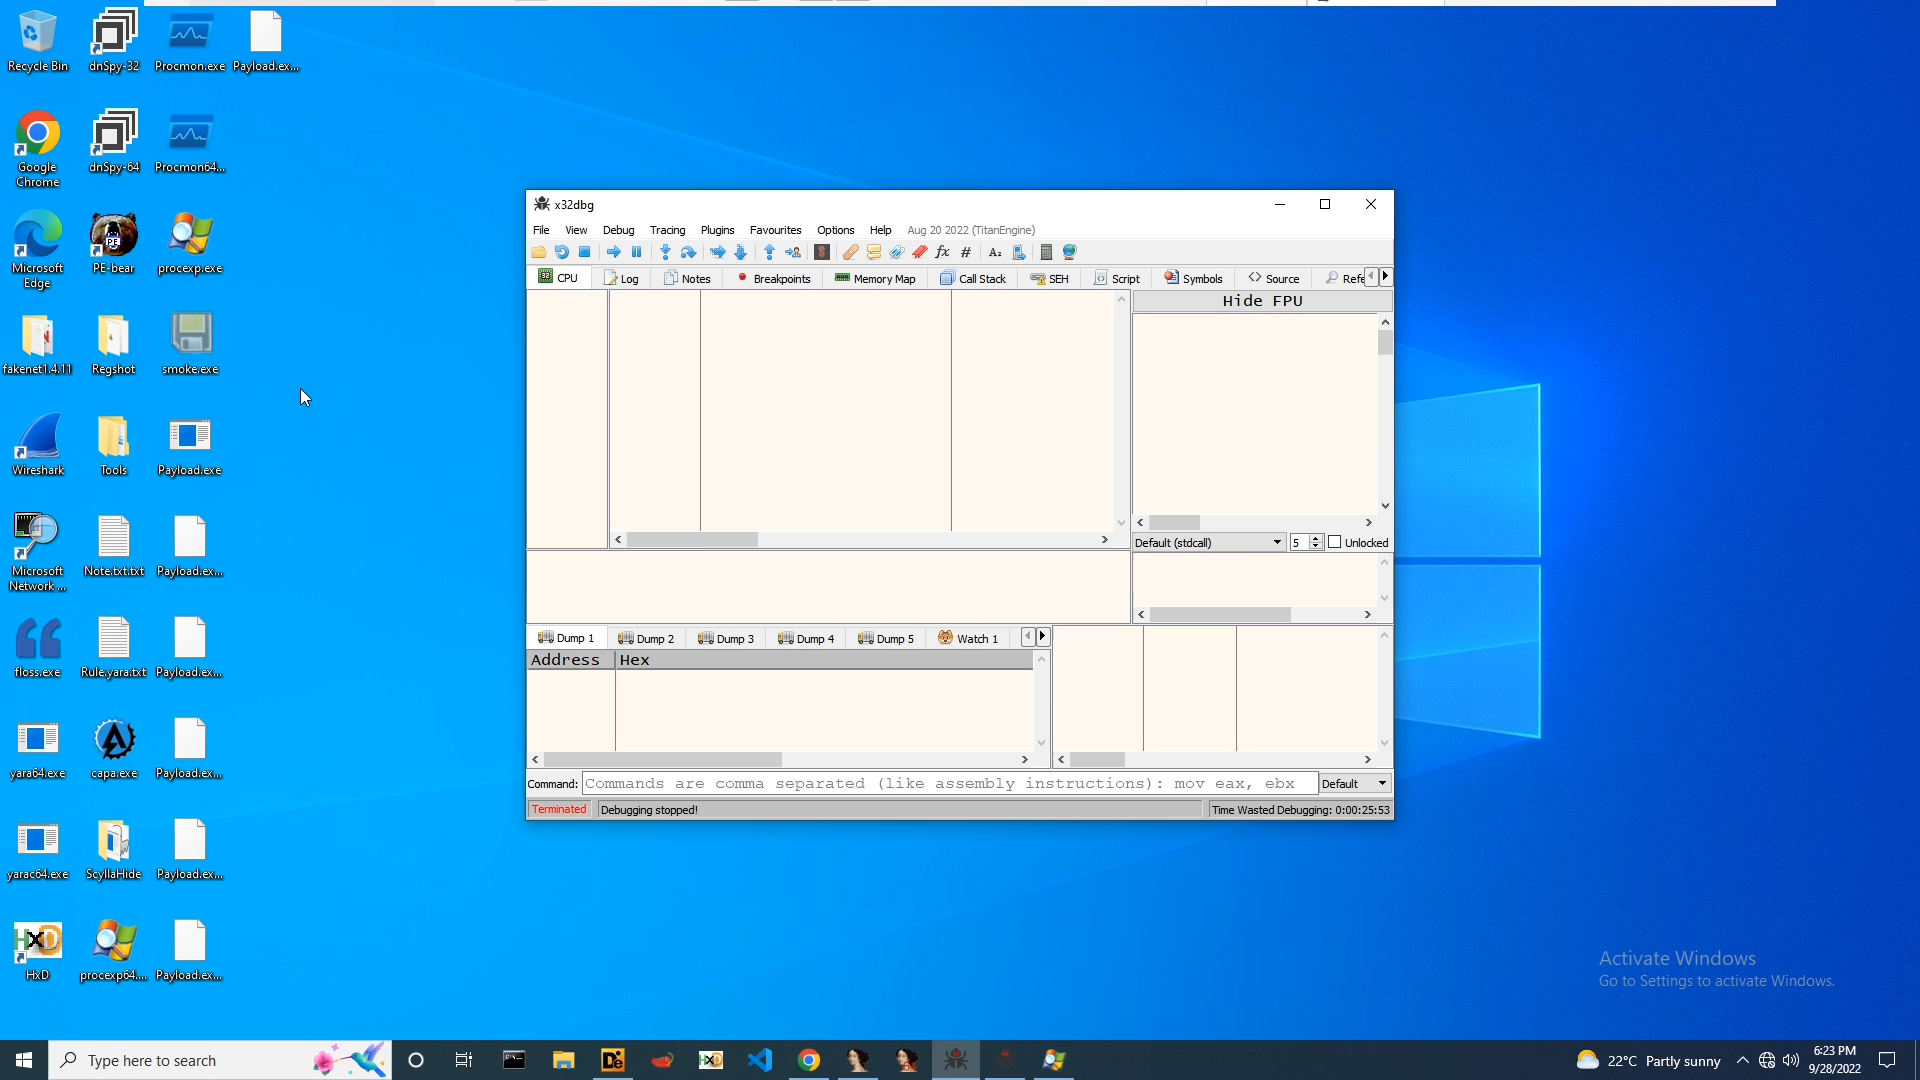 Recycle Bin
dnSpy-32
Procmon.exe
Payload.ex...
Google
Chrome
dnSpy-64
Procmon64...
Microsoft
Edge
PE-bear
procexp.exe
fakenet1.4.11
Regshot
smoke.exe
Wireshark
Tools
Payload.exe
Microsoft
Network ...
Note.txt.txt
Payload.ex...
floss.exe
Rule.yara.txt
Payload.ex...
yara64.exe
capa.exe
Payload.ex...
yarac64.exe
ScyllaHide
Payload.ex...
HxD
procexp64....
Payload.ex...
x32dbg
File View Debug Tracing Plugins Favourites Options Help Aug 20 2022 (TitanEngine)
CPU Log Notes Breakpoints Memory Map Call Stack SEH Script Symbols Source Refe
Hide FPU
Default (stdcall) 5 Unlocked
Dump 1 Dump 2 Dump 3 Dump 4 Dump 5 Watch 1
Address Hex
Command: Commands are comma separated (like assembly instructions): mov eax, ebx Default
Terminated Debugging stopped! Time Wasted Debugging: 0:00:25:53
Activate Windows
Go to Settings to activate Windows.
Type here to search
22°C Partly sunny
6:23 PM
9/28/2022